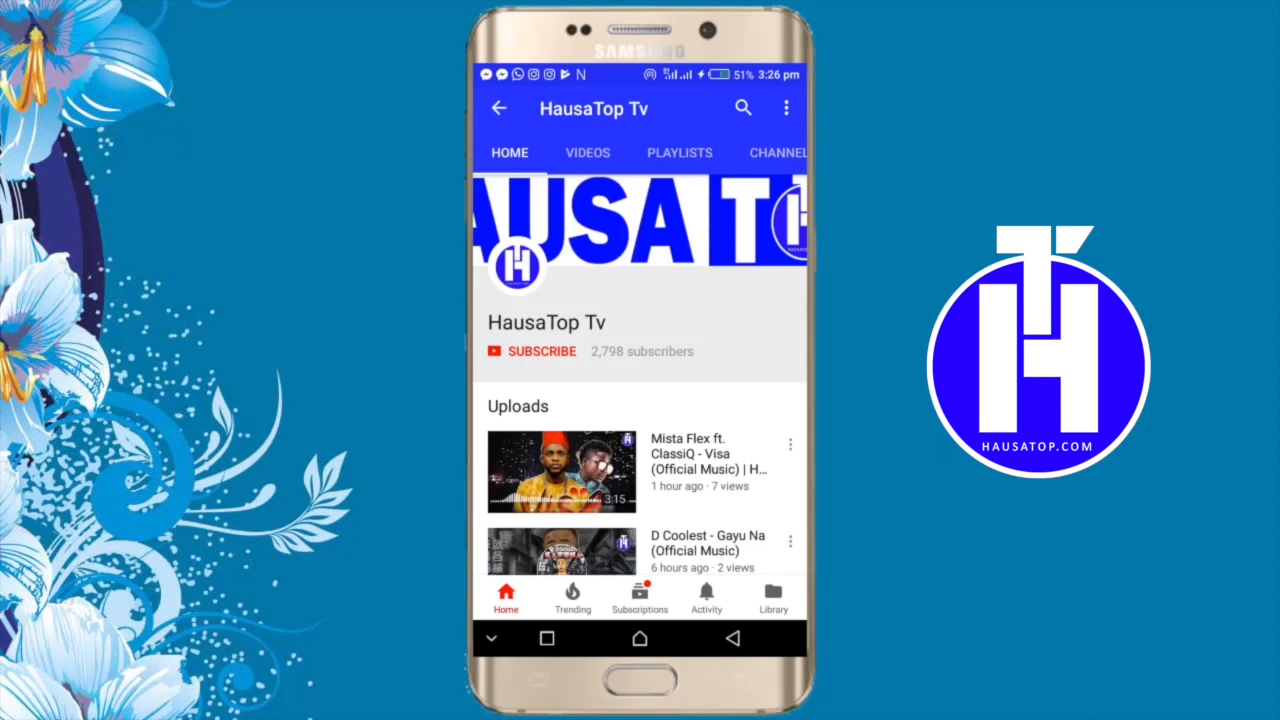 SAMSUNG
51% 3:26 pm
HausaTop Tv
HOME VIDEOS PLAYLISTS CHANNEL
AUSA T H
HausaTop Tv
SUBSCRIBE 2,798 subscribers
Uploads
Mista Flex ft.
ClassiQ - Visa
(Official Music) | H...
1 hour ago · 7 views
3:15
D Coolest - Gayu Na
(Official Music)
6 hours ago · 2 views
Home Trending Subscriptions Activity Library
TH
HAUSATOP.COM